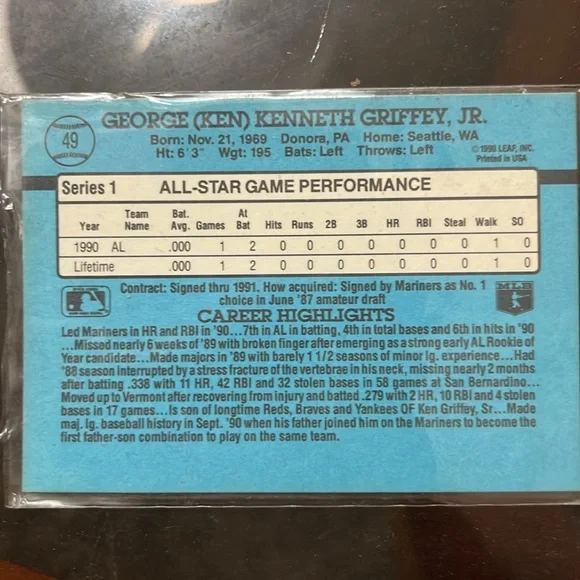 GEORGE (KEN) KENNETH GRIFFEY, JR.
49
Born: Nov. 21, 1969 Donora, PA Home: Seattle, WA
Ht: 6'3" Wgt: 195 Bats: Left Throws: Left
©1990 LEAF, INC.
Printed in USA
Series 1 ALL-STAR GAME PERFORMANCE
Year Team Name Bat. Avg. Games At Bat Hits Runs 2B 3B HR RBI Steal Walk SO
1990 AL .000 1 2 0 0 0 0 0 0 0 1 0
Lifetime .000 1 2 0 0 0 0 0 0 0 1 0
Contract: Signed thru 1991. How acquired: Signed by Mariners as No. 1
choice in June '87 amateur draft
MLB
CAREER HIGHLIGHTS
Led Mariners in HR and RBI in '90...7th in AL in batting, 4th in total bases and 6th in hits in '90
...Missed nearly 6 weeks of '89 with broken finger after emerging as a strong early AL Rookie of
Year candidate...Made majors in '89 with barely 1 1/2 seasons of minor lg. experience...Had
'88 season interrupted by a stress fracture of the vertebrae in his neck, missing nearly 2 months
after batting .338 with 11 HR, 42 RBI and 32 stolen bases in 58 games at San Bernardino...
Moved up to Vermont after recovering from injury and batted .279 with 2 HR, 10 RBI and 4 stolen
bases in 17 games...Is son of longtime Reds, Braves and Yankees OF Ken Griffey, Sr...Made
maj. lg. baseball history in Sept. '90 when his father joined him on the Mariners to become the
first father-son combination to play on the same team.